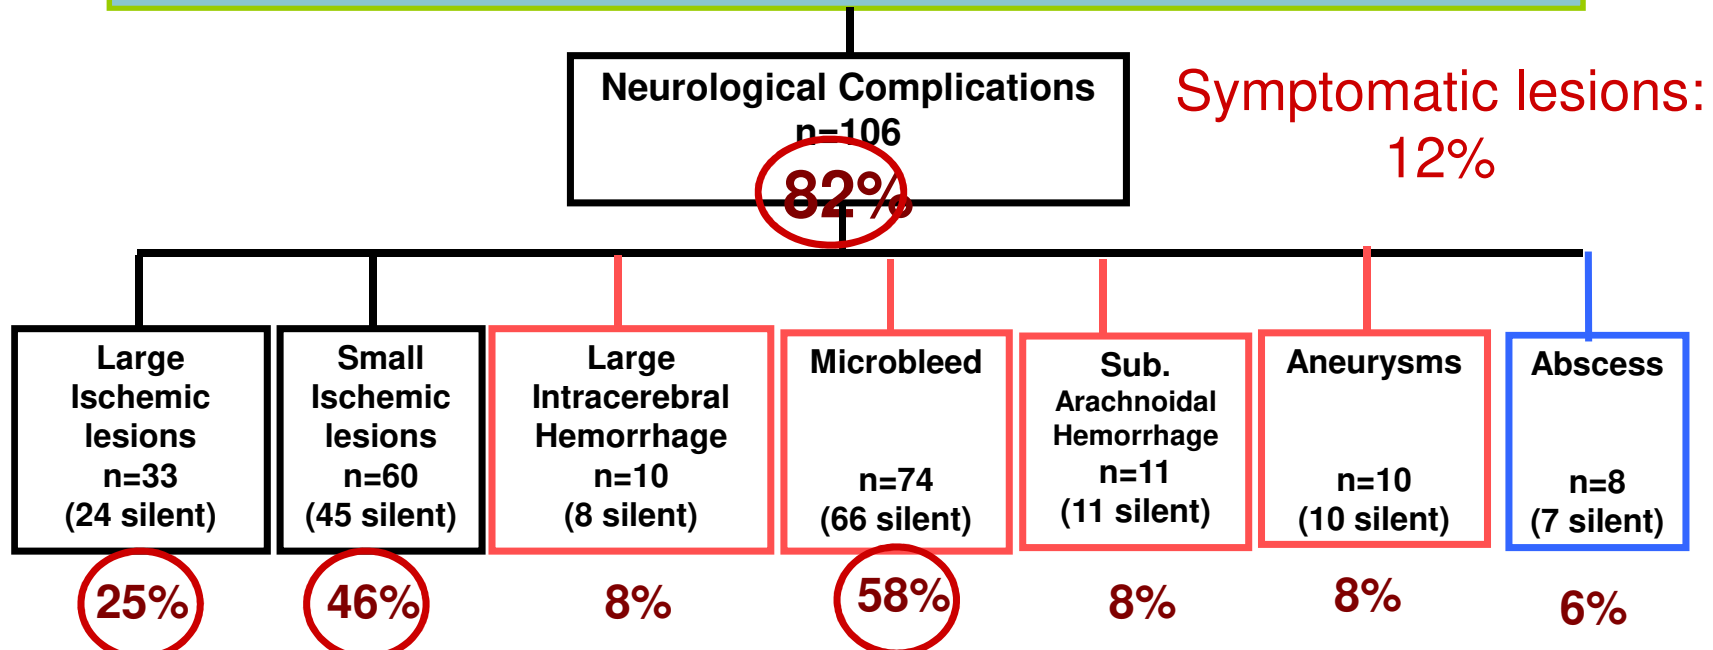 Neurological Complications
n=106
82%
Symptomatic lesions:
12%
Large
Ischemic
lesions
n=33
(24 silent)
25%
Small
Ischemic
lesions
n=60
(45 silent)
46%
Large
Intracerebral
Hemorrhage
n=10
(8 silent)
8%
Microbleed
n=74
(66 silent)
58%
Sub.
Arachnoidal
Hemorrhage
n=11
(11 silent)
8%
Aneurysms
n=10
(10 silent)
8%
Abscess
n=8
(7 silent)
6%